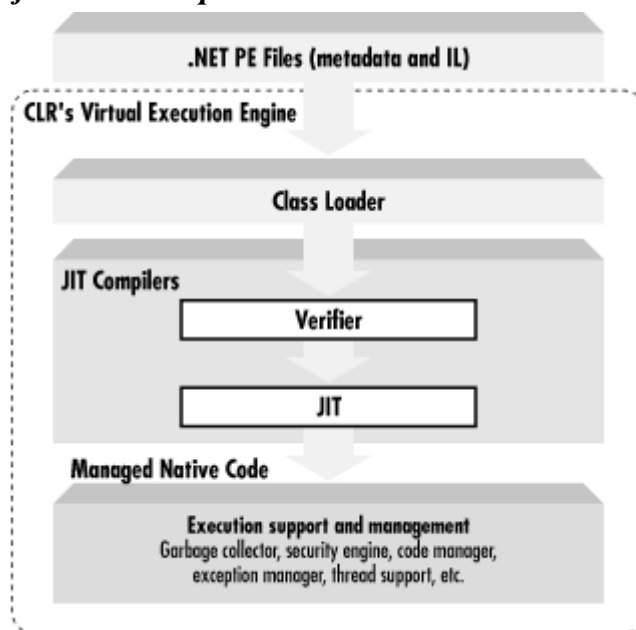 .NET PE Files (metadata and IL)
CLR's Virtual Execution Engine
Class Loader
JIT Compilers
Verifier
JIT
Managed Native Code
Execution support and management
Garbage collector, security engine, code manager,
exception manager, thread support, etc.